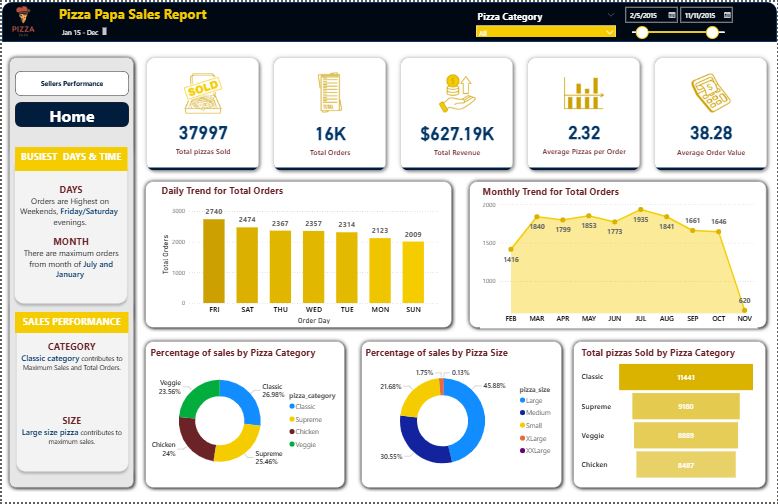 Pizza Papa Sales Report
Jan 15 - Dec
PIZZA
Pizza Category
All
2/5/2015
11/11/2015
Sellers Performance
Home
BUSIEST DAYS & TIME
DAYS
Orders are Highest on
Weekends, Friday/Saturday
evenings.
MONTH
There are maximum orders
from month of July and
January
SALES PERFORMANCE
CATEGORY
Classic category contributes to
Maximum Sales and Total Orders.
SIZE
Large size pizza contributes to
maximum sales.
SOLD
37997
Total pizzas Sold
16K
Total Orders
$627.19K
Total Revenue
2.32
Average Pizzas per Order
38.28
Average Order Value
Daily Trend for Total Orders
Total Orders
3000
2000
1000
0
2740
2474
2367
2357
2314
2123
2009
FRI SAT THU WED TUE MON SUN
Order Day
Monthly Trend for Total Orders
2000
1500
1000
1416
1840
1799
1853
1773
1935
1841
1661
1646
620
FEB MAR APR MAY JUN JUL AUG SEP OCT NOV
Percentage of sales by Pizza Category
Veggie
23.56%
Classic
26.98%
Chicken
24%
Supreme
25.46%
pizza_category
Classic
Supreme
Chicken
Veggie
Percentage of sales by Pizza Size
1.75%
0.13%
21.68%
45.88%
30.55%
pizza_size
Large
Medium
Small
XLarge
XXLarge
Total pizzas Sold by Pizza Category
Classic 11441
Supreme 9180
Veggie 8889
Chicken 8487